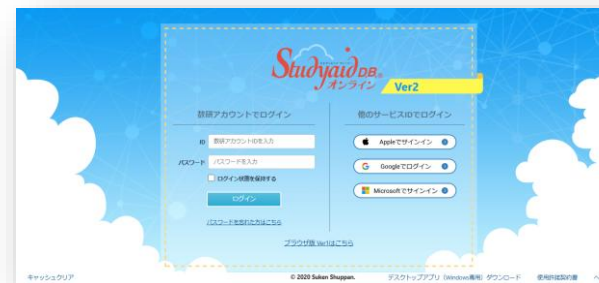 Studyaid DB®
オンライン
Ver2
数研アカウントでログイン
ID 数研アカウントIDを入力
パスワード パスワードを入力
ログイン状態を保持する
ログイン
パスワードを忘れた方はこちら
他のサービスIDでログイン
Appleでサインイン
Googleでログイン
Microsoftでサインイン
ブラウザ版 Ver1はこちら
キャッシュクリア
© 2020 Suken Shuppan.
デスクトップアプリ（Windows専用）ダウンロード
使用許諾契約書
ヘ